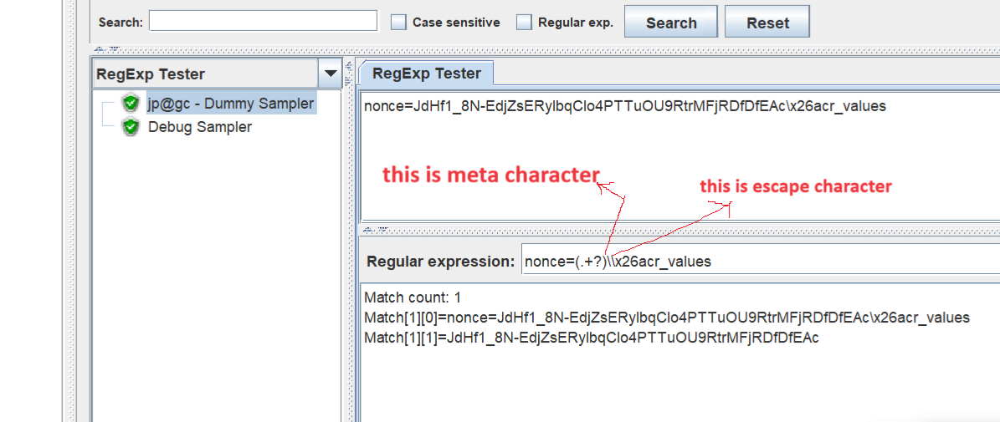 Search:
Case sensitive
Regular exp.
Search
Reset
RegExp Tester
RegExp Tester
jp@gc - Dummy Sampler
Debug Sampler
nonce=JdHf1_8N-EdjZsERylbqClo4PTTuOU9RtrMFjRDfDfEAc\x26acr_values
this is meta character
this is escape character
Regular expression: nonce=(.+?)\\x26acr_values
Match count: 1
Match[1][0]=nonce=JdHf1_8N-EdjZsERylbqClo4PTTuOU9RtrMFjRDfDfEAc\x26acr_values
Match[1][1]=JdHf1_8N-EdjZsERylbqClo4PTTuOU9RtrMFjRDfDfEAc